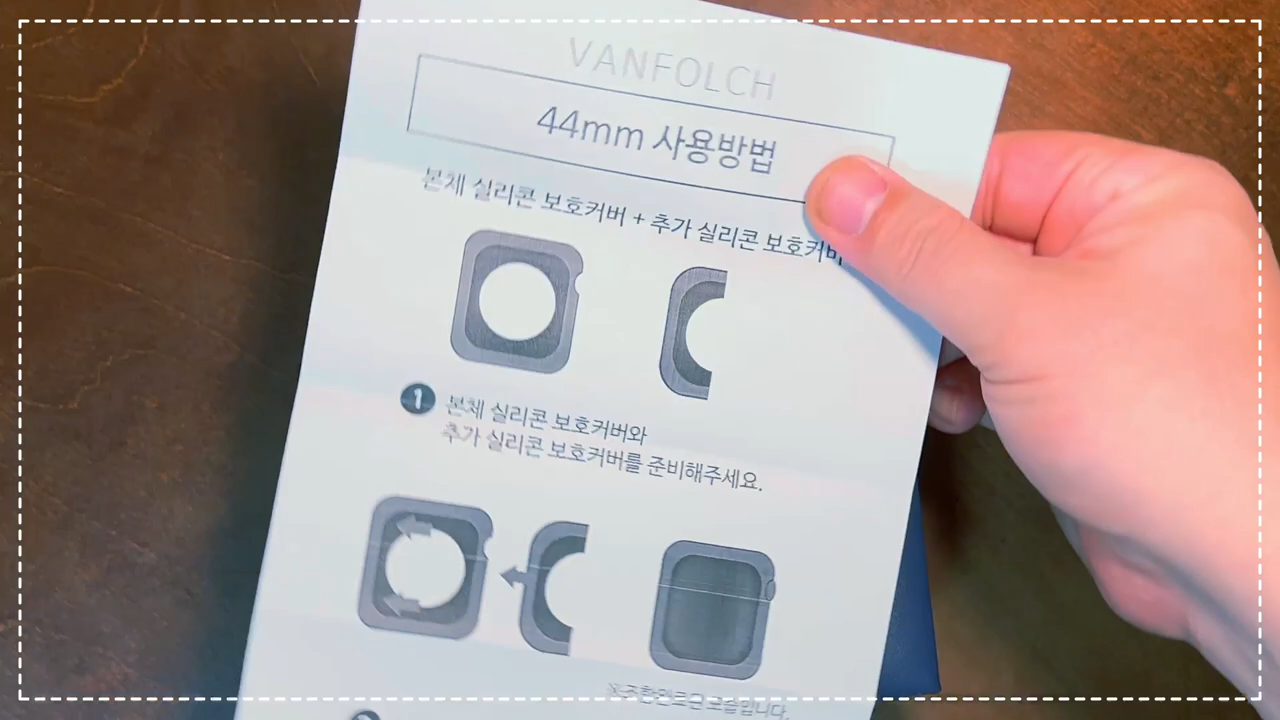 VANFOLCH
44mm 사용방법
본체 실리콘 보호커버 + 추가 실리콘 보호커버
1 본체 실리콘 보호커버와
추가 실리콘 보호커버를 준비해주세요.